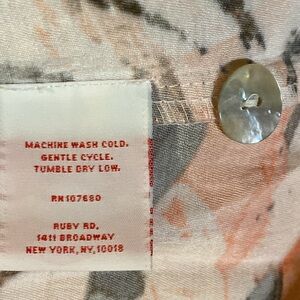 MACHINE WASH COLD.
GENTLE CYCLE.
TUMBLE DRY LOW.
RN 107680
RUBY RD.
1411 BROADWAY
NEW YORK, NY, 10018